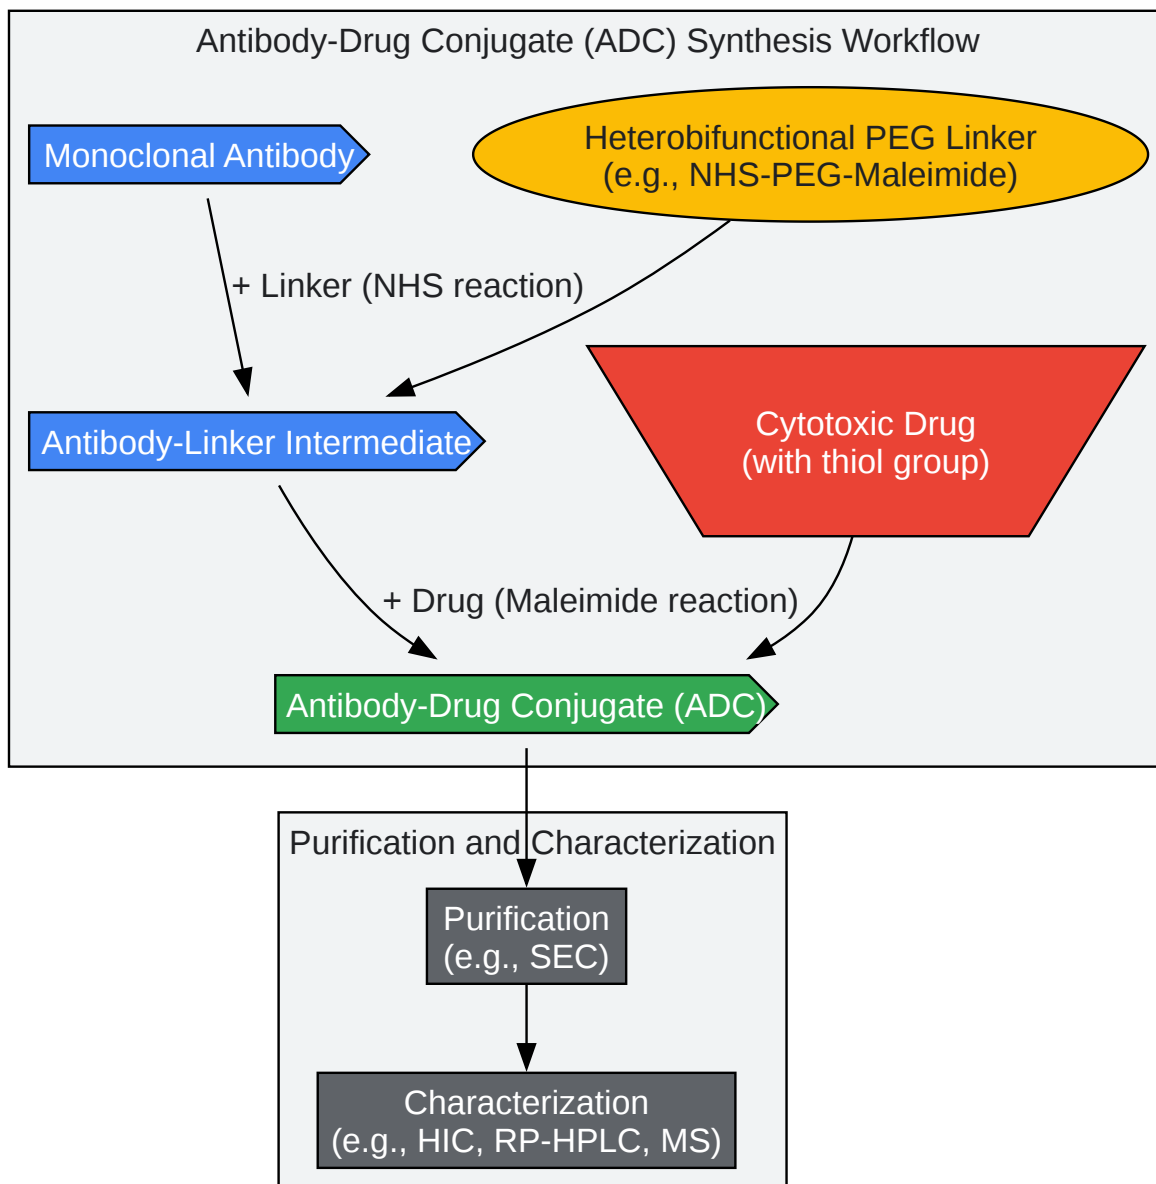 Antibody-Drug Conjugate (ADC) Synthesis Workflow
Monoclonal Antibody
Heterobifunctional PEG Linker
(e.g., NHS-PEG-Maleimide)
+ Linker (NHS reaction)
Antibody-Linker Intermediate
Cytotoxic Drug
(with thiol group)
+ Drug (Maleimide reaction)
Antibody-Drug Conjugate (ADC)
Purification and Characterization
Purification
(e.g., SEC)
Characterization
(e.g., HIC, RP-HPLC, MS)